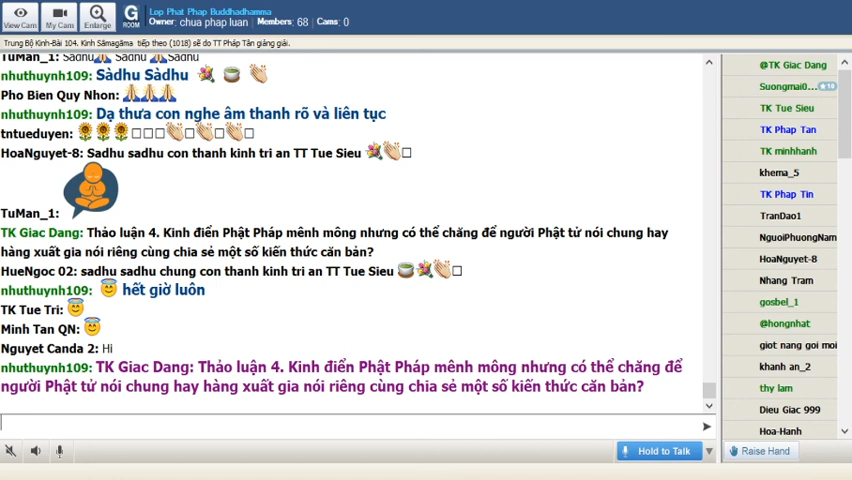 View Cam
My Cam
Enlarge
G
ROOM
Lop Phat Phap Buddhadhamma
Owner: chua phap luan Members: 68 Cams: 0
Trung Bộ Kinh-Bài 104. Kinh Sāmagāma tiếp theo (1018) sẽ do TT Pháp Tân giảng giải.
TuMan_1: Sadhu Sadhu Sadhu
nhuthuynh109: Sàdhu Sàdhu
Pho Bien Quy Nhon:
nhuthuynh109: Dạ thưa con nghe âm thanh rõ và liên tục
tntueduyen:
HoaNguyet-8: Sadhu sadhu con thanh kinh tri an TT Tue Sieu
TuMan_1:
TK Giac Dang: Thảo luận 4. Kinh điển Phật Pháp mênh mông nhưng có thể chăng để người Phật tử nói chung hay
hàng xuất gia nói riêng cùng chia sẻ một số kiến thức căn bản?
HueNgoc 02: sadhu sadhu chung con thanh kinh tri an TT Tue Sieu
nhuthuynh109: hết giờ luôn
TK Tue Tri:
Minh Tan QN:
Nguyet Canda 2: Hi
nhuthuynh109: TK Giac Dang: Thảo luận 4. Kinh điển Phật Pháp mênh mông nhưng có thể chăng để
người Phật tử nói chung hay hàng xuất gia nói riêng cùng chia sẻ một số kiến thức căn bản?
Hold to Talk
@TK Giac Dang
Suongmai0... ★10
TK Tue Sieu
TK Phap Tan
TK minhhanh
khema_5
TK Phap Tin
TranDao1
NguoiPhuongNam
HoaNguyet-8
Nhang Tram
gosbel_1
@hongnhat
giot nang goi moi
khanh an_2
thy lam
Dieu Giac 999
Hoa-Hanh
Raise Hand